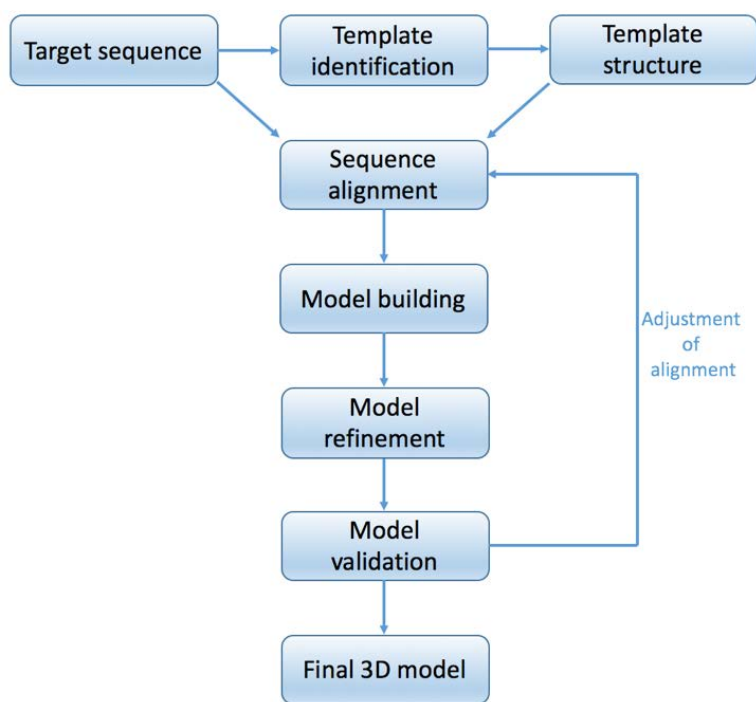 Target sequence
Template
identification
Template
structure
Sequence
alignment
Model building
Adjustment
of
alignment
Model
refinement
Model
validation
Final 3D model